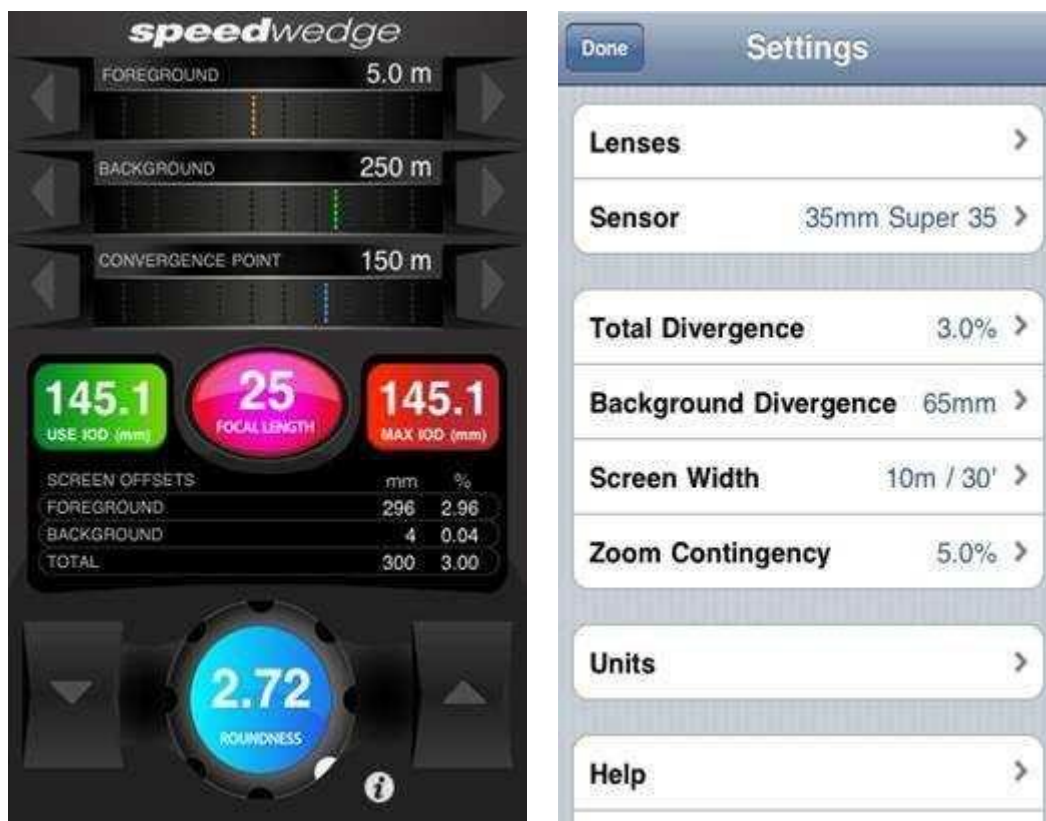 speedwedge
FOREGROUND 5.0 m
BACKGROUND 250 m
CONVERGENCE POINT 150 m
145.1
USE IOD (mm)
25
FOCAL LENGTH
145.1
MAX IOD (mm)
SCREEN OFFSETS mm %
FOREGROUND 296 2.96
BACKGROUND 4 0.04
TOTAL 300 3.00
2.72
ROUNDNESS
i
Done Settings
Lenses
Sensor 35mm Super 35
Total Divergence 3.0%
Background Divergence 65mm
Screen Width 10m / 30'
Zoom Contingency 5.0%
Units
Help